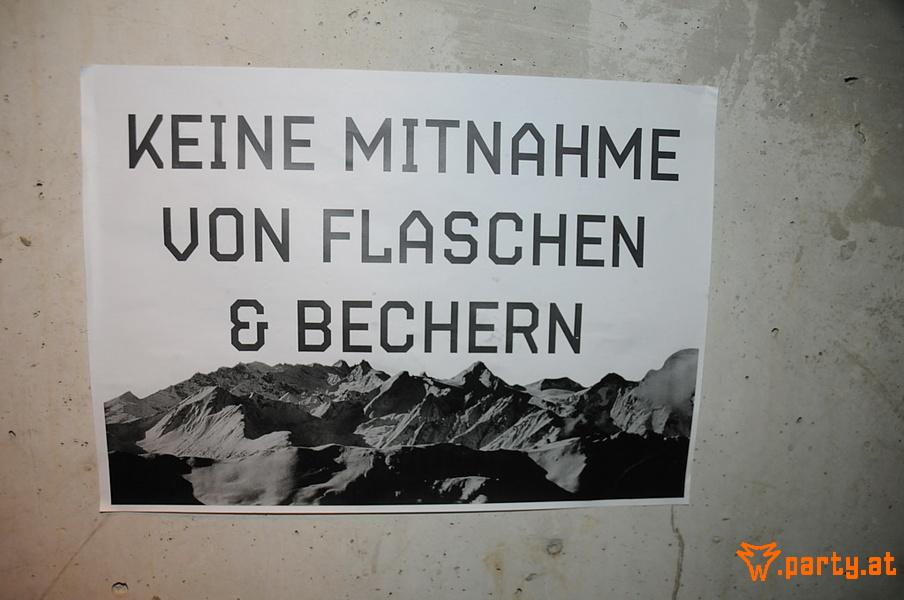 KEINE MITNAHME
VON FLASCHEN
& BECHERN
.party.at